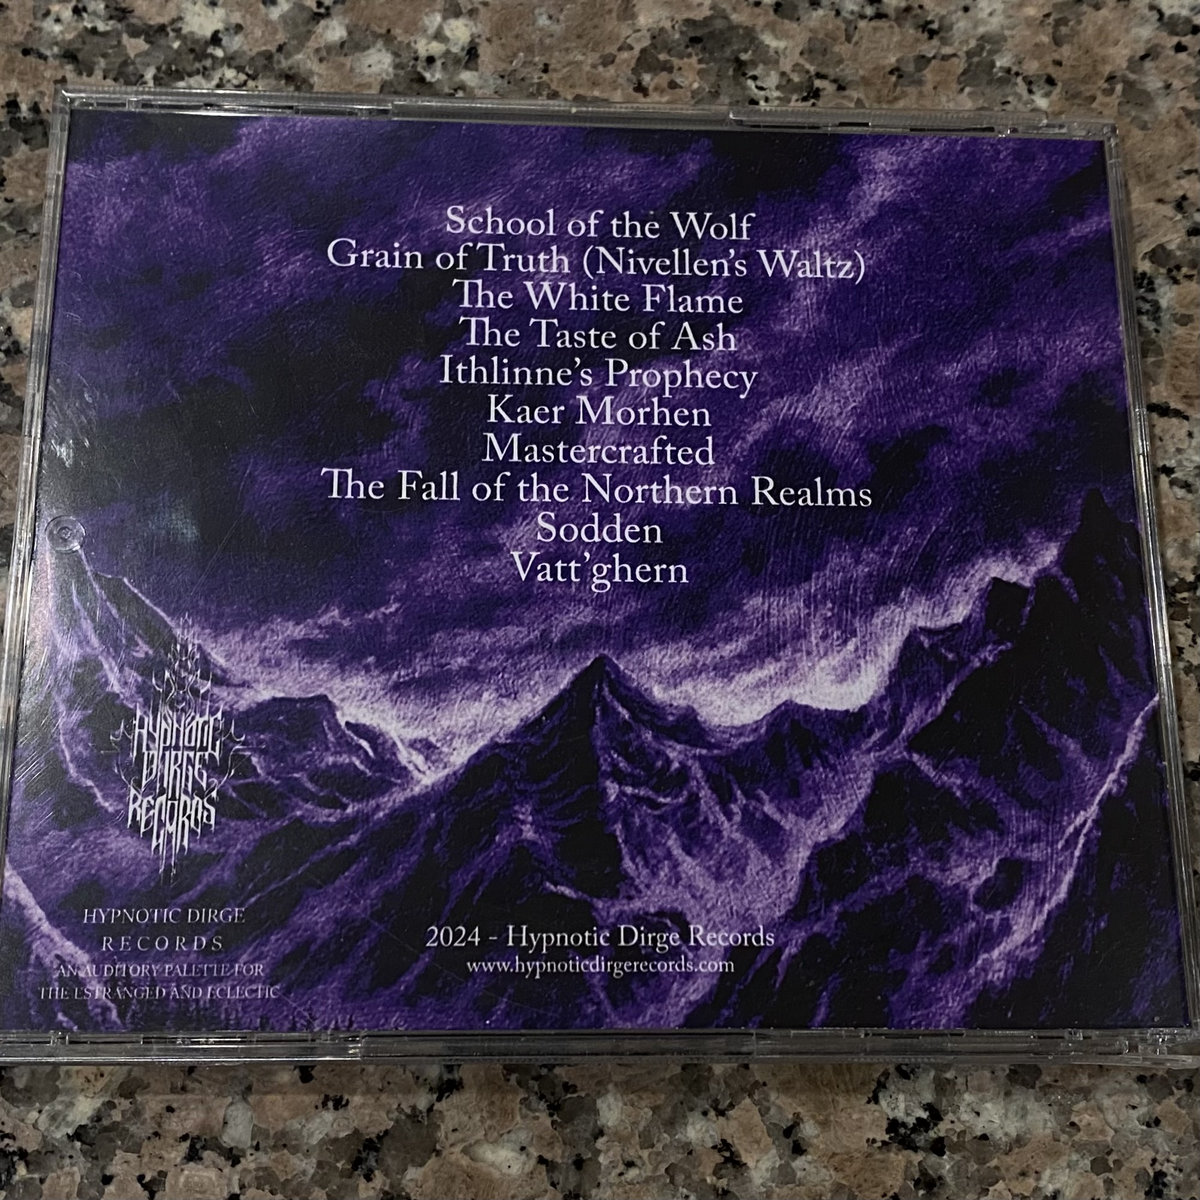 School of the Wolf
Grain of Truth (Nivellen's Waltz)
The White Flame
The Taste of Ash
Ithlinne's Prophecy
Kaer Morhen
Mastercrafted
The Fall of the Northern Realms
Sodden
Vatt'ghern
HYPNOTIC
DIRGE
RECORDS
HYPNOTIC DIRGE
RECORDS
AN AUDITORY PALETTE FOR
THE ESTRANGED AND ECLECTIC
2024 - Hypnotic Dirge Records
www.hypnoticdirgerecords.com